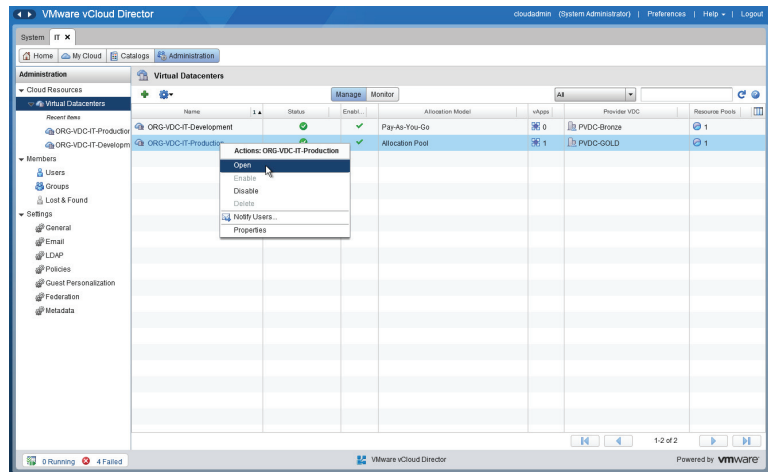 VMware vCloud Director
cloudadmin (System Administrator) | Preferences | Help | Logout
System IT
Home My Cloud Catalogs Administration
Administration
Cloud Resources
Virtual Datacenters
Recent Items
ORG-VDC-IT-Production
ORG-VDC-IT-Developm
Members
Users
Groups
Lost & Found
Settings
General
Email
LDAP
Policies
Guest Personalization
Federation
Metadata
Virtual Datacenters
Manage Monitor All
Name 1 Status Enabl... Allocation Model vApps Provider VDC Resource Pools
ORG-VDC-IT-Development Pay-As-You-Go 0 PVDC-Bronze 1
ORG-VDC-IT-Production Allocation Pool 1 PVDC-GOLD 1
Actions: ORG-VDC-IT-Production
Open
Enable
Disable
Delete
Notify Users...
Properties
1-2 of 2
0 Running 4 Failed
VMware vCloud Director
Powered by vmware